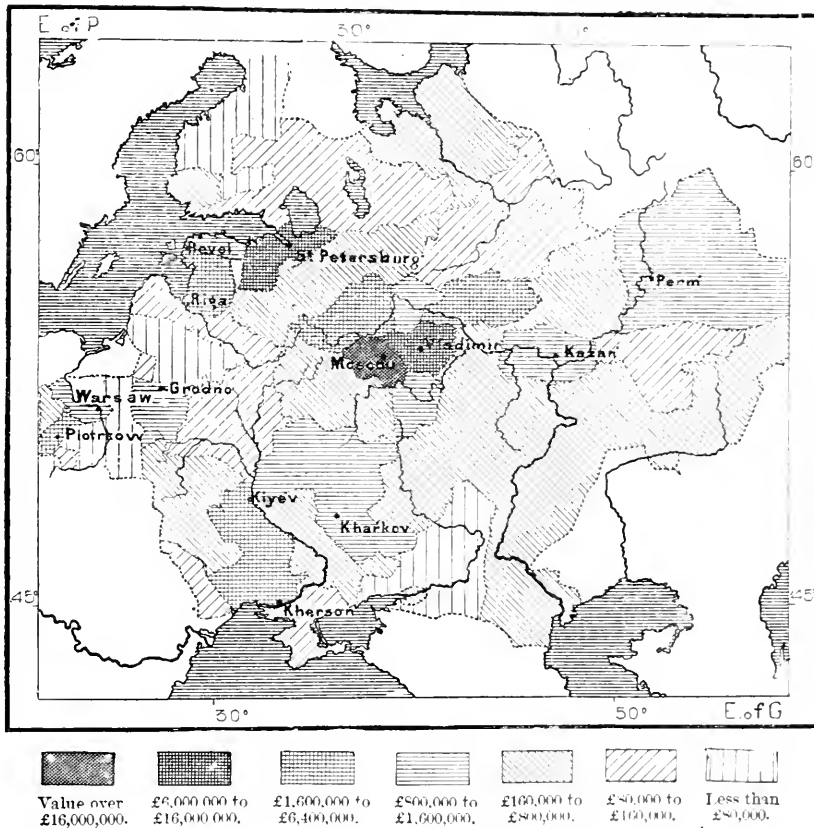 E of P
30°
60
60
Revel
St Petersburg
Riga
Perm
Vladimir
Moscau
Kazan
Grodno
Warsaw
Piotrkow
Kiyev
Kharkov
45
45
Kherson
30°
50°
E. of G
Value over
£16,000,000.
£6,000,000 to
£16,000,000.
£1,600,000 to
£6,400,000.
£800,000 to
£1,600,000.
£160,000 to
£800,000.
£80,000 to
£160,000.
Less than
£80,000.